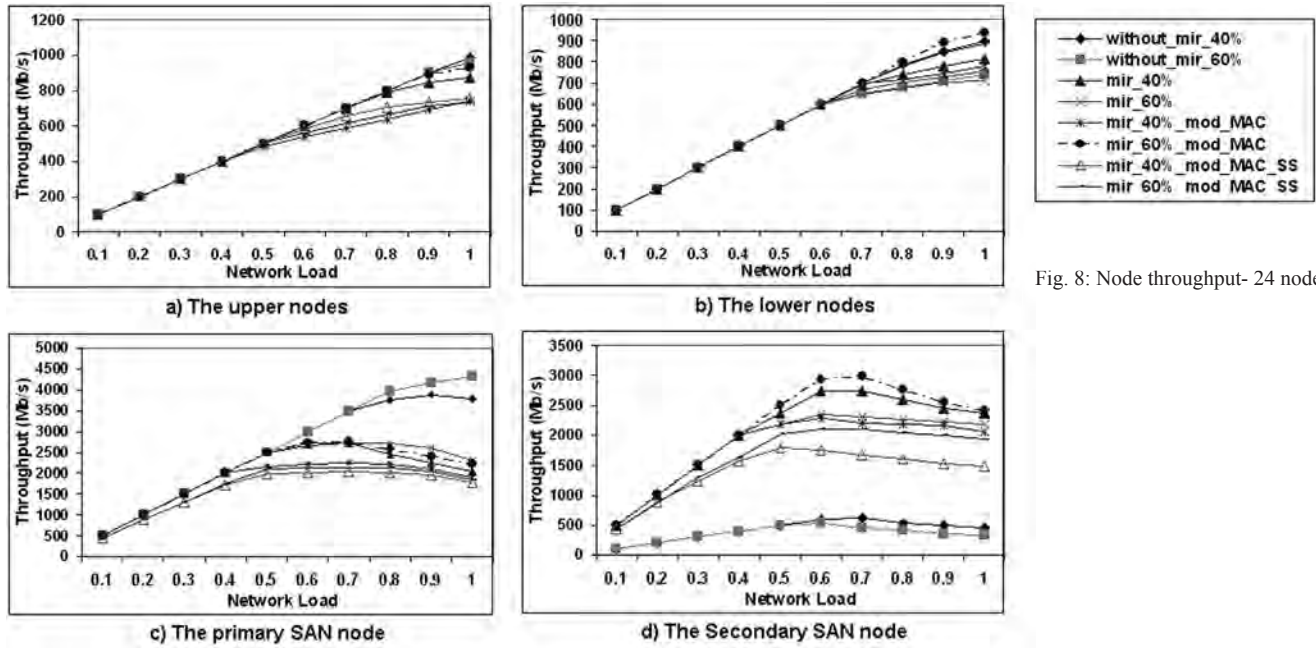 1200
1000
800
600
400
200
0
Throughput (Mb/s)
0.1 0.2 0.3 0.4 0.5 0.6 0.7 0.8 0.9 1
Network Load
a) The upper nodes
1000
900
800
700
600
500
400
300
200
100
0
Throughput (Mb/s)
0.1 0.2 0.3 0.4 0.5 0.6 0.7 0.8 0.9 1
Network Load
b) The lower nodes
without_mir_40%
without_mir_60%
mir_40%
mir_60%
mir_40%_mod_MAC
mir_60%_mod_MAC
mir_40%_mod_MAC_SS
mir_60%_mod_MAC_SS
Fig. 8: Node throughput- 24 node
5000
4500
4000
3500
3000
2500
2000
1500
1000
500
0
Throughput (Mb/s)
0.1 0.2 0.3 0.4 0.5 0.6 0.7 0.8 0.9 1
Network Load
c) The primary SAN node
3500
3000
2500
2000
1500
1000
500
0
Throughput (Mb/s)
0.1 0.2 0.3 0.4 0.5 0.6 0.7 0.8 0.9 1
Network Load
d) The Secondary SAN node